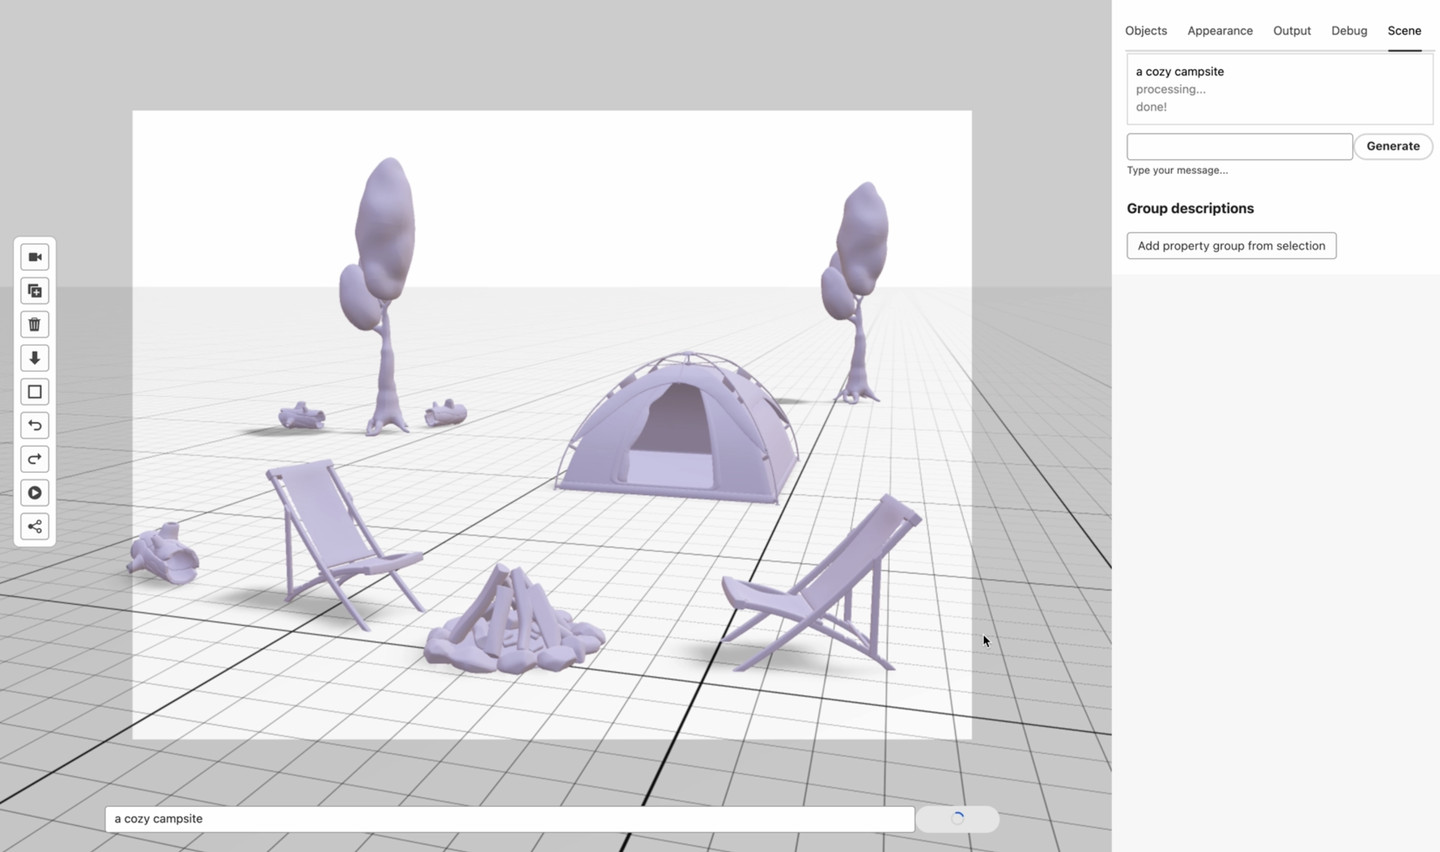 Objects Appearance Output Debug Scene
a cozy campsite
processing...
done!
Generate
Type your message...
Group descriptions
Add property group from selection
a cozy campsite